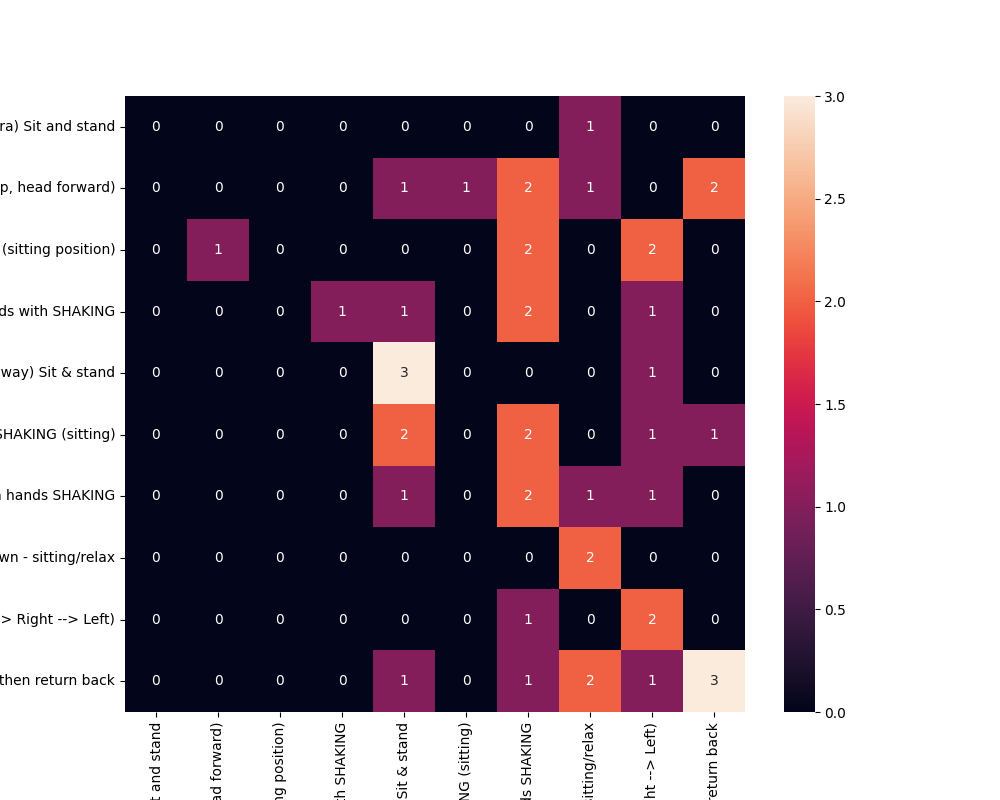 ra) Sit and stand 0 0 0 0 0 0 0 1 0 0
p, head forward) 0 0 0 0 1 1 2 1 0 2
(sitting position) 0 1 0 0 0 0 2 0 2 0
ds with SHAKING 0 0 0 1 1 0 2 0 1 0
way) Sit & stand 0 0 0 0 3 0 0 0 1 0
SHAKING (sitting) 0 0 0 0 2 0 2 0 1 1
hands SHAKING 0 0 0 0 1 0 2 1 1 0
wn - sitting/relax 0 0 0 0 0 0 0 2 0 0
> Right --> Left) 0 0 0 0 0 0 1 0 2 0
then return back 0 0 0 0 1 0 1 2 1 3
t and stand
ad forward)
ng position)
th SHAKING
Sit & stand
NG (sitting)
ds SHAKING
sitting/relax
ht --> Left)
return back
3.0
2.5
2.0
1.5
1.0
0.5
0.0